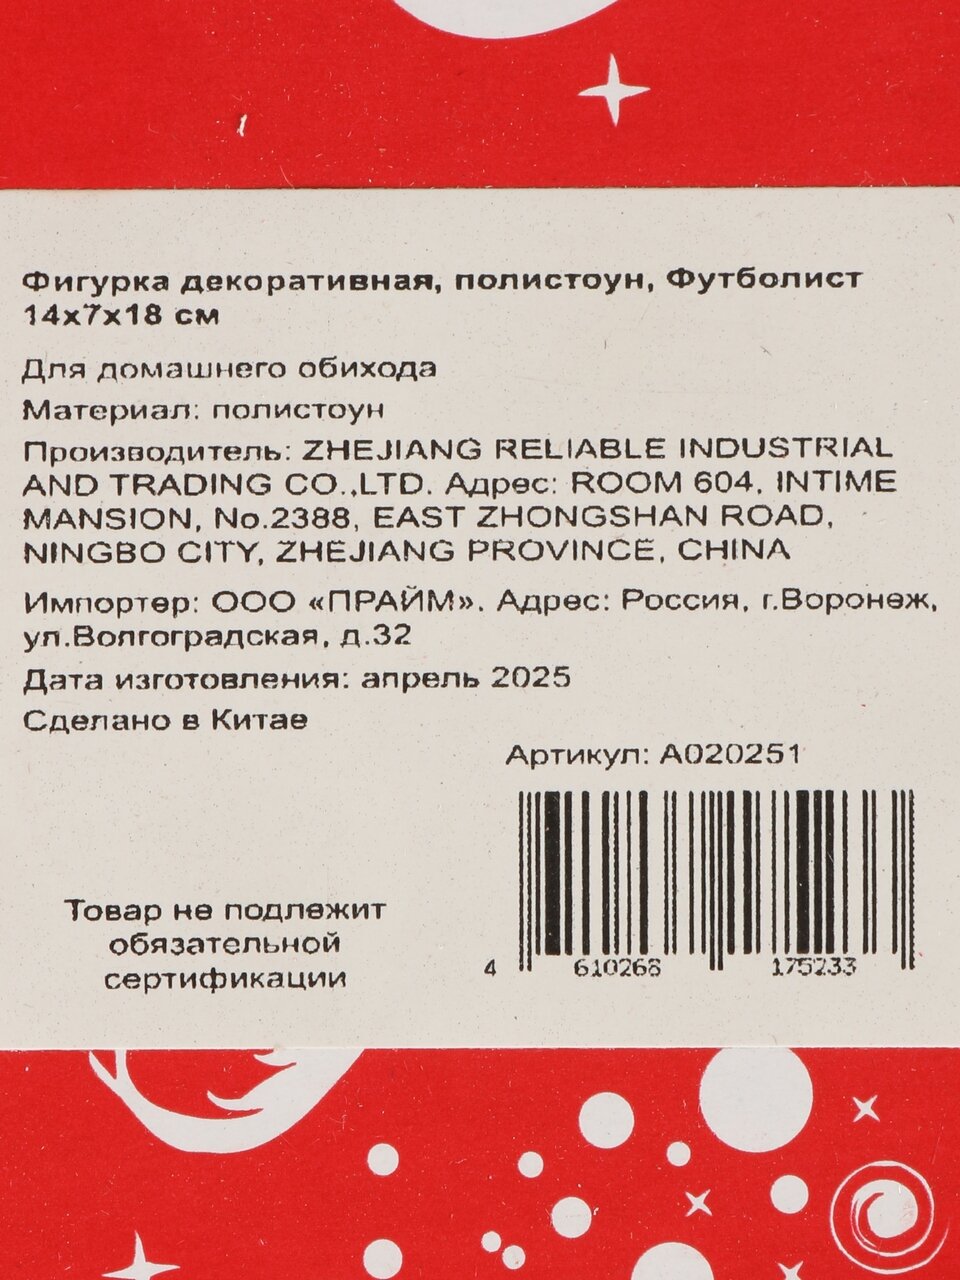 Фигурка декоративная, полистоун, Футболист
14х7х18 см
Для домашнего обихода
Материал: полистоун
Производитель: ZHEJIANG RELIABLE INDUSTRIAL
AND TRADING CO.,LTD. Адрес: ROOM 604, INTIME
MANSION, No.2388, EAST ZHONGSHAN ROAD,
NINGBO CITY, ZHEJIANG PROVINCE, CHINA
Импортер: ООО «ПРАЙМ». Адрес: Россия, г.Воронеж,
ул.Волгоградская, д.32
Дата изготовления: апрель 2025
Сделано в Китае
Артикул: A020251
4 610268 175233
Товар не подлежит
обязательной
сертификации